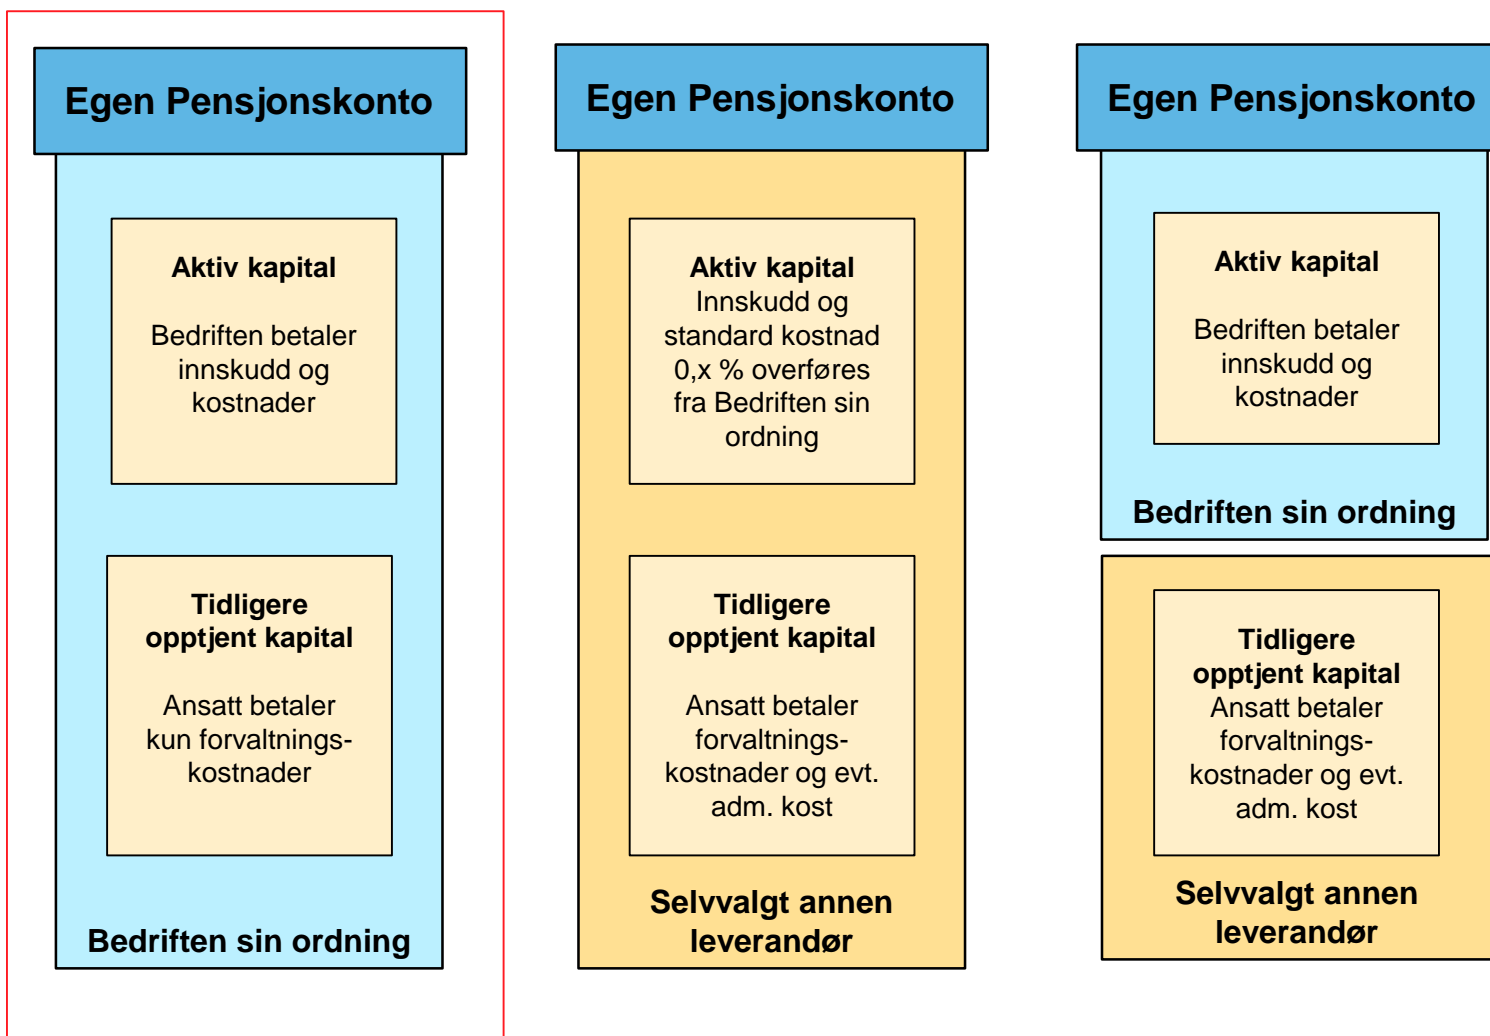 Egen Pensjonskonto
Aktiv kapital
Bedriften betaler
innskudd og
kostnader
Tidligere
opptjent kapital
Ansatt betaler
kun forvaltnings-
kostnader
Bedriften sin ordning
Egen Pensjonskonto
Aktiv kapital
Innskudd og
standard kostnad
0,x % overføres
fra Bedriften sin
ordning
Tidligere
opptjent kapital
Ansatt betaler
forvaltnings-
kostnader og evt.
adm. kost
Selvvalgt annen
leverandør
Egen Pensjonskonto
Aktiv kapital
Bedriften betaler
innskudd og
kostnader
Bedriften sin ordning
Tidligere
opptjent kapital
Ansatt betaler
forvaltnings-
kostnader og evt.
adm. kost
Selvvalgt annen
leverandør